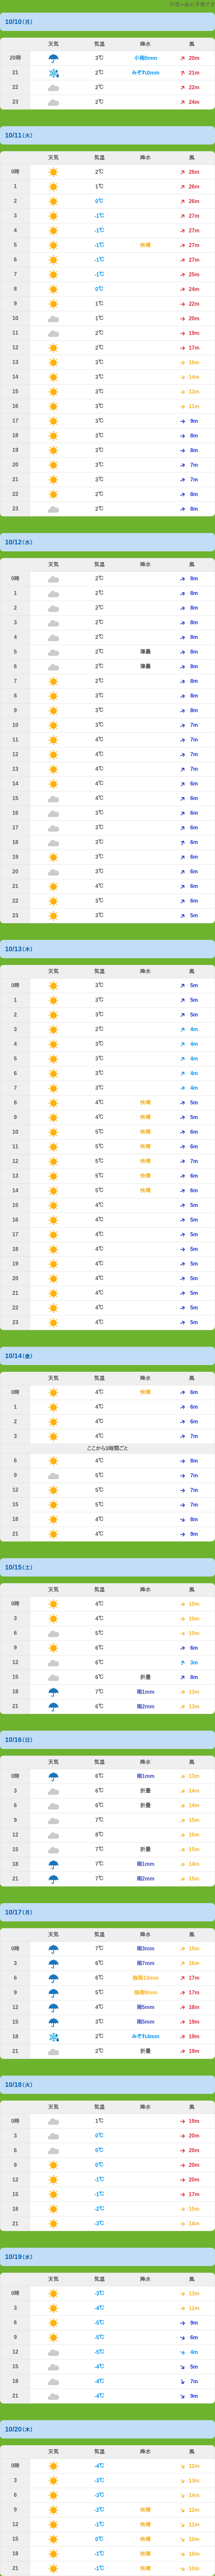 10/10(月)
天気 気温 降水 風
20時 3℃ 小雨0mm 20m
21 2℃ みぞれ0mm 21m
22 2℃ 22m
23 2℃ 24m
10/11(火)
天気 気温 降水 風
0時 2℃ 26m
1 1℃ 26m
2 0℃ 26m
3 -1℃ 27m
4 -1℃ 27m
5 -1℃ 快晴 27m
6 -1℃ 27m
7 -1℃ 25m
8 0℃ 24m
9 1℃ 22m
10 1℃ 20m
11 2℃ 19m
12 2℃ 17m
13 3℃ 16m
14 3℃ 14m
15 3℃ 13m
16 3℃ 11m
17 3℃ 9m
18 3℃ 8m
19 3℃ 8m
20 3℃ 7m
21 3℃ 7m
22 3℃ 8m
23 2℃ 8m
10/12(水)
天気 気温 降水 風
0時 2℃ 8m
1 2℃ 8m
2 2℃ 8m
3 2℃ 8m
4 2℃ 8m
5 2℃ 薄曇 8m
6 2℃ 薄曇 8m
7 2℃ 8m
8 3℃ 8m
9 3℃ 8m
10 3℃ 7m
11 4℃ 7m
12 4℃ 7m
13 4℃ 7m
14 4℃ 6m
15 4℃ 6m
16 3℃ 6m
17 3℃ 6m
18 3℃ 6m
19 3℃ 6m
20 3℃ 6m
21 4℃ 6m
22 3℃ 6m
23 3℃ 5m
10/13(木)
天気 気温 降水 風
0時 3℃ 5m
1 3℃ 5m
2 3℃ 5m
3 2℃ 4m
4 3℃ 4m
5 3℃ 4m
6 3℃ 4m
7 3℃ 4m
8 4℃ 快晴 5m
9 4℃ 快晴 5m
10 5℃ 快晴 6m
11 5℃ 快晴 6m
12 5℃ 快晴 7m
13 5℃ 快晴 6m
14 5℃ 快晴 6m
15 4℃ 5m
16 4℃ 5m
17 4℃ 5m
18 4℃ 5m
19 4℃ 5m
20 4℃ 5m
21 4℃ 5m
22 4℃ 5m
23 4℃ 5m
10/14(金)
天気 気温 降水 風
0時 4℃ 快晴 6m
1 4℃ 6m
2 4℃ 6m
3 4℃ 7m
ここから3時間ごと
6 4℃ 8m
9 5℃ 7m
12 5℃ 7m
15 5℃ 7m
18 4℃ 8m
21 4℃ 9m
10/15(土)
天気 気温 降水 風
0時 4℃ 10m
3 4℃ 10m
6 5℃ 10m
9 6℃ 6m
12 6℃ 3m
15 6℃ 折曇 8m
18 7℃ 雨1mm 13m
21 6℃ 雨2mm 13m
10/16(日)
天気 気温 降水 風
0時 6℃ 雨1mm 13m
3 6℃ 折曇 14m
6 6℃ 折曇 14m
9 7℃ 15m
12 8℃ 16m
15 7℃ 折曇 15m
18 7℃ 雨1mm 14m
21 7℃ 雨2mm 15m
10/17(月)
天気 気温 降水 風
0時 7℃ 雨3mm 15m
3 6℃ 雨7mm 16m
6 6℃ 強雨13mm 17m
9 5℃ 強雨9mm 17m
12 4℃ 雨5mm 18m
15 3℃ 雨5mm 19m
18 2℃ みぞれ4mm 19m
21 2℃ 折曇 19m
10/18(火)
天気 気温 降水 風
0時 1℃ 19m
3 0℃ 20m
6 0℃ 20m
9 0℃ 20m
12 -1℃ 20m
15 -1℃ 17m
18 -2℃ 15m
21 -3℃ 14m
10/19(水)
天気 気温 降水 風
0時 -3℃ 13m
3 -4℃ 11m
6 -5℃ 9m
9 -5℃ 6m
12 -5℃ 4m
15 -4℃ 5m
18 -4℃ 7m
21 -4℃ 9m
10/20(木)
天気 気温 降水 風
0時 -4℃ 12m
3 -3℃ 13m
6 -3℃ 14m
9 -2℃ 快晴 12m
12 -1℃ 快晴 11m
15 0℃ 快晴 10m
18 -1℃ 快晴 10m
21 -1℃ 快晴 10m